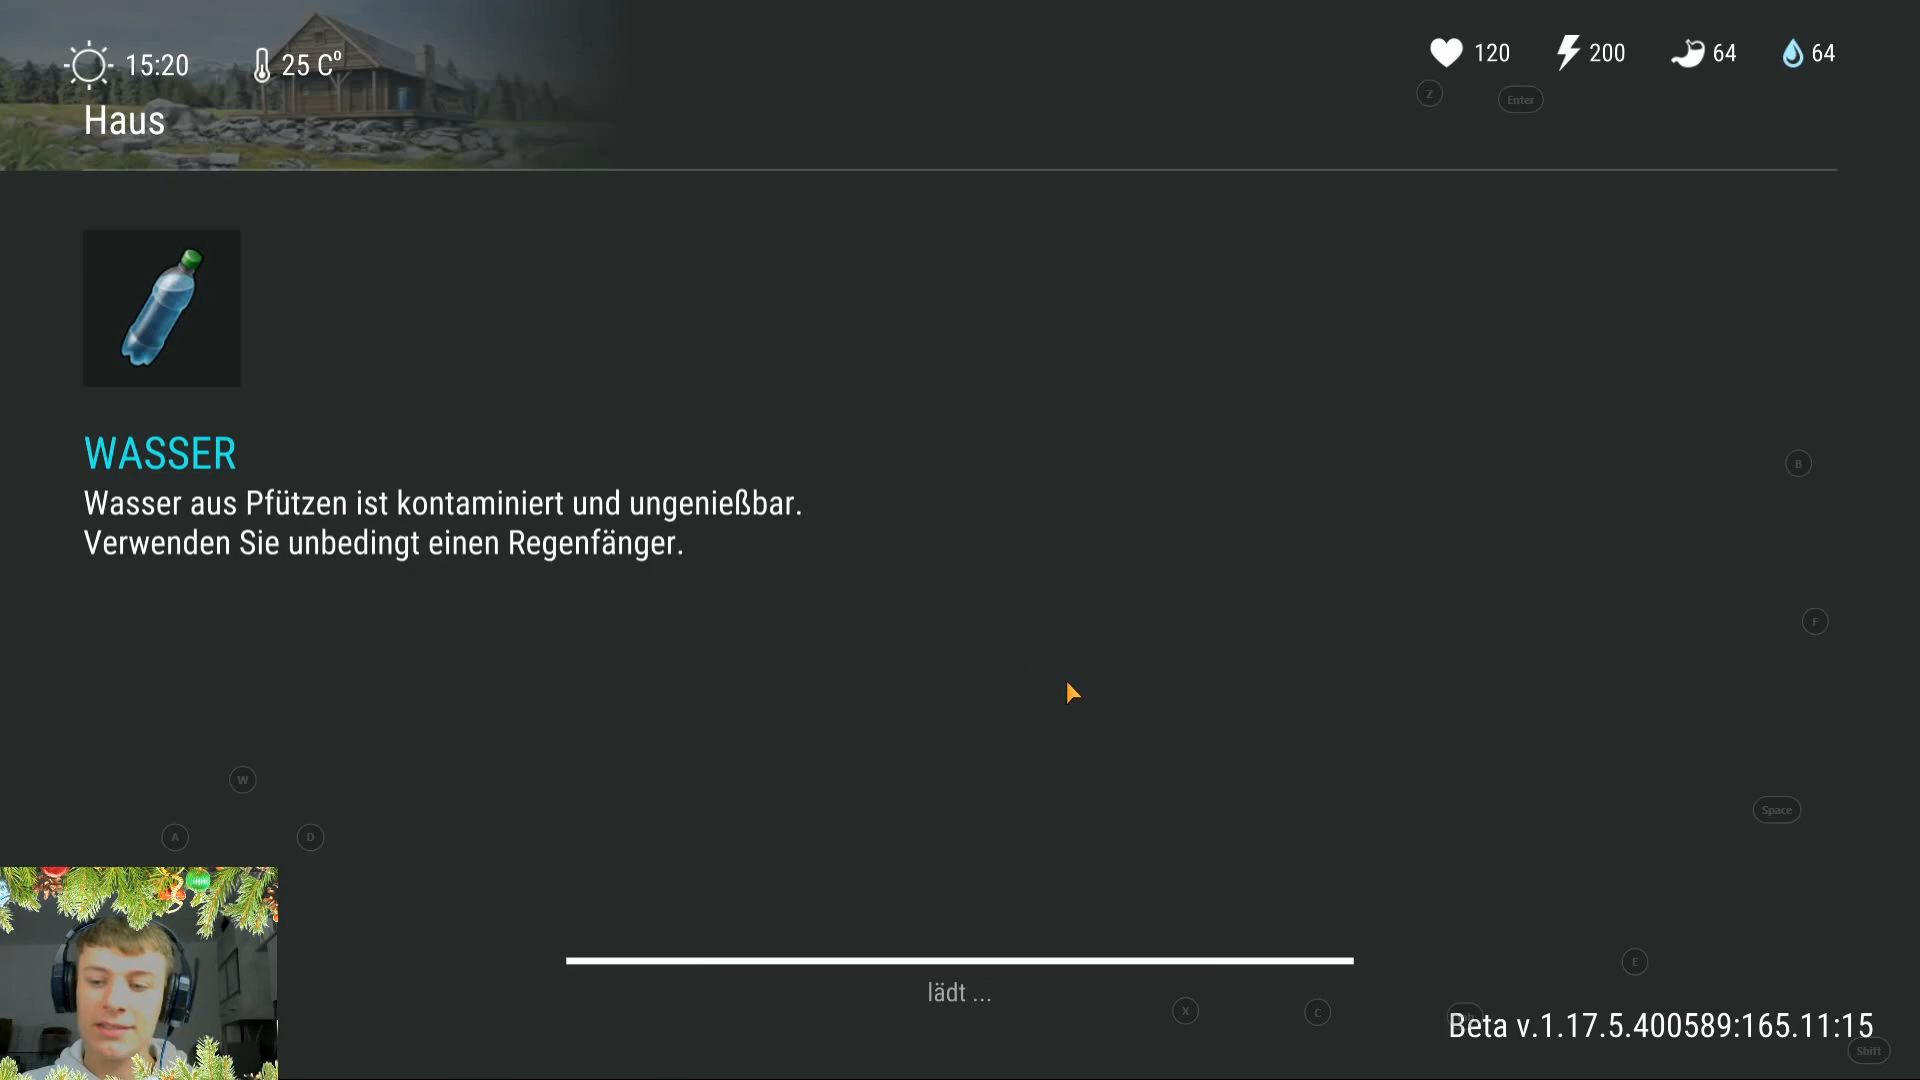 15:20
25 C⁰
120
200
64
64
Z
Enter
Haus
WASSER
Wasser aus Pfützen ist kontaminiert und ungenießbar.
Verwenden Sie unbedingt einen Regenfänger.
B
F
W
Space
A
D
E
lädt ...
X
C
Beta v.1.17.5.400589:165.11:15
Shift